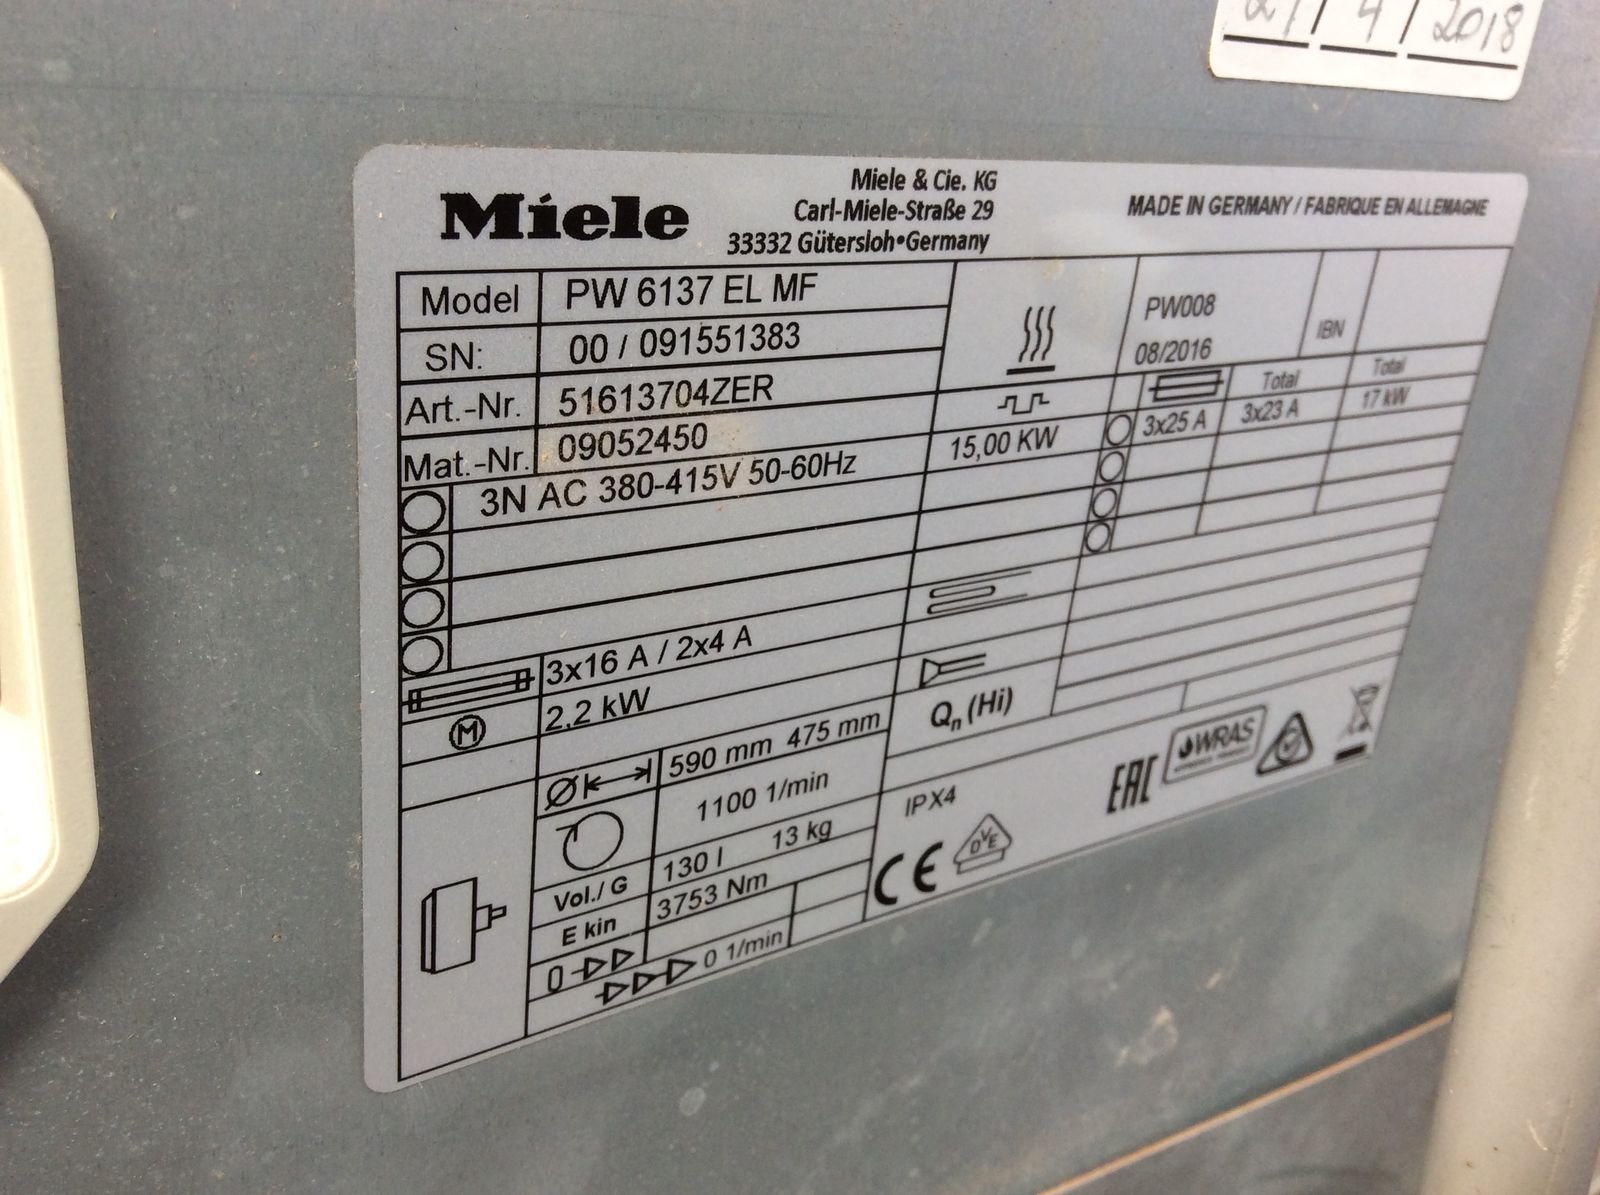 21 / 4 / 2018
Miele
Miele & Cie. KG
Carl-Miele-Straße 29
33332 Gütersloh•Germany
MADE IN GERMANY / FABRIQUE EN ALLEMAGNE
Model PW 6137 EL MF
SN: 00 / 091551383
Art.-Nr. 51613704ZER
Mat.-Nr. 09052450
3N AC 380-415V 50-60Hz
3x16 A / 2x4 A
M 2,2 kW
590 mm 475 mm
1100 1/min
Vol./ G 130 l 13 kg
E kin 3753 Nm
0
0 1/min
15,00 KW
PW008
08/2016
IBN
Total Total
3x25 A 3x23 A 17 kW
Qn (Hi)
IPX4
CE
DVE
EAC
WRAS